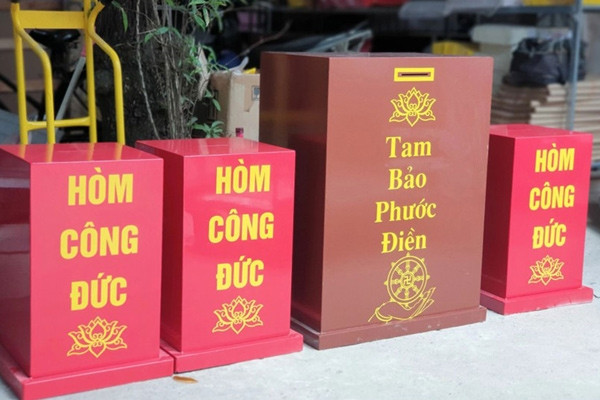 HÒM
CÔNG
ĐỨC
HÒM
CÔNG
ĐỨC
Tam
Bảo
Phước
Điền
HÒM
CÔNG
ĐỨC